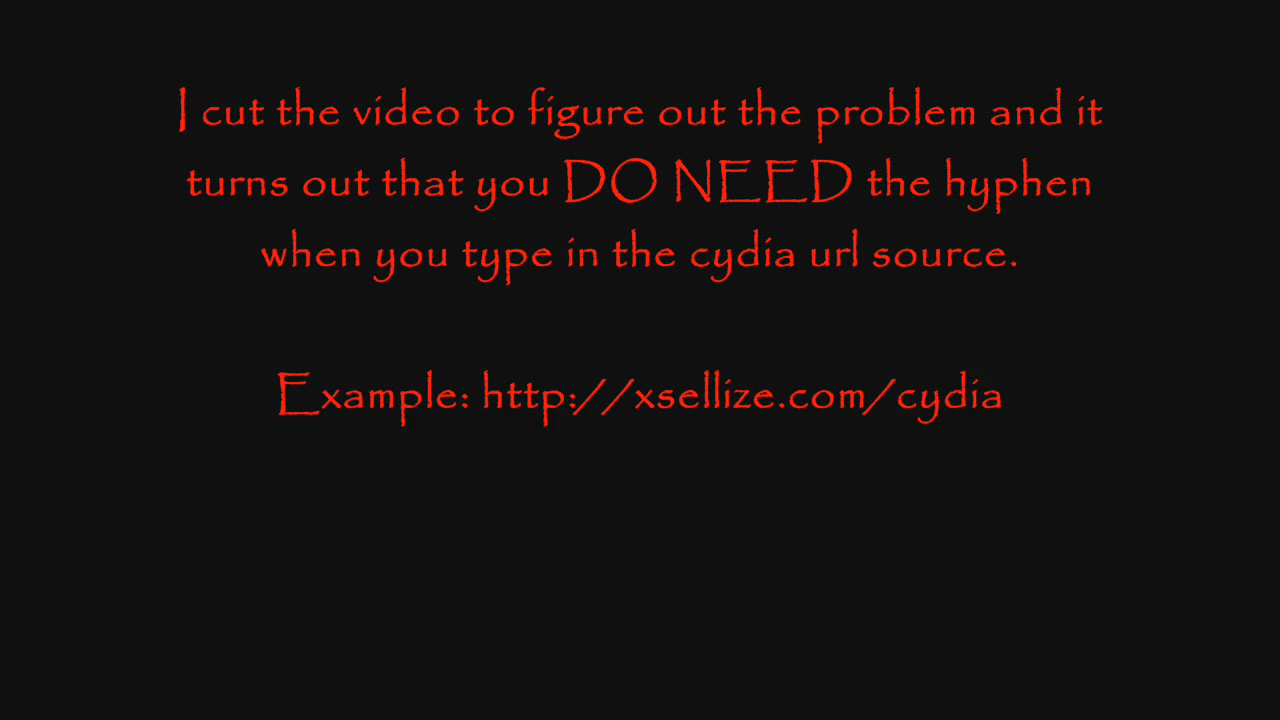 I cut the video to figure out the problem and it
turns out that you DO NEED the hyphen
when you type in the cydia url source.
Example: http://xsellize.com/cydia